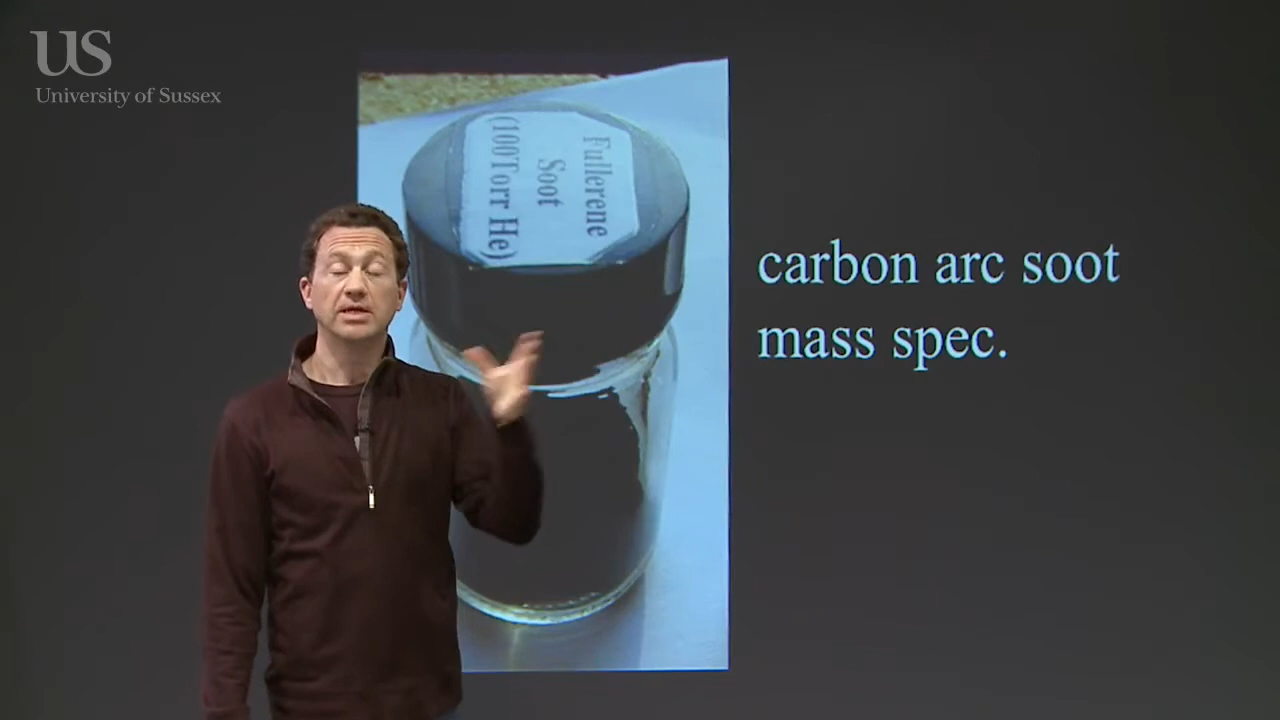 US
University of Sussex
Fullerene
Soot
(100Torr He)
carbon arc soot
mass spec.